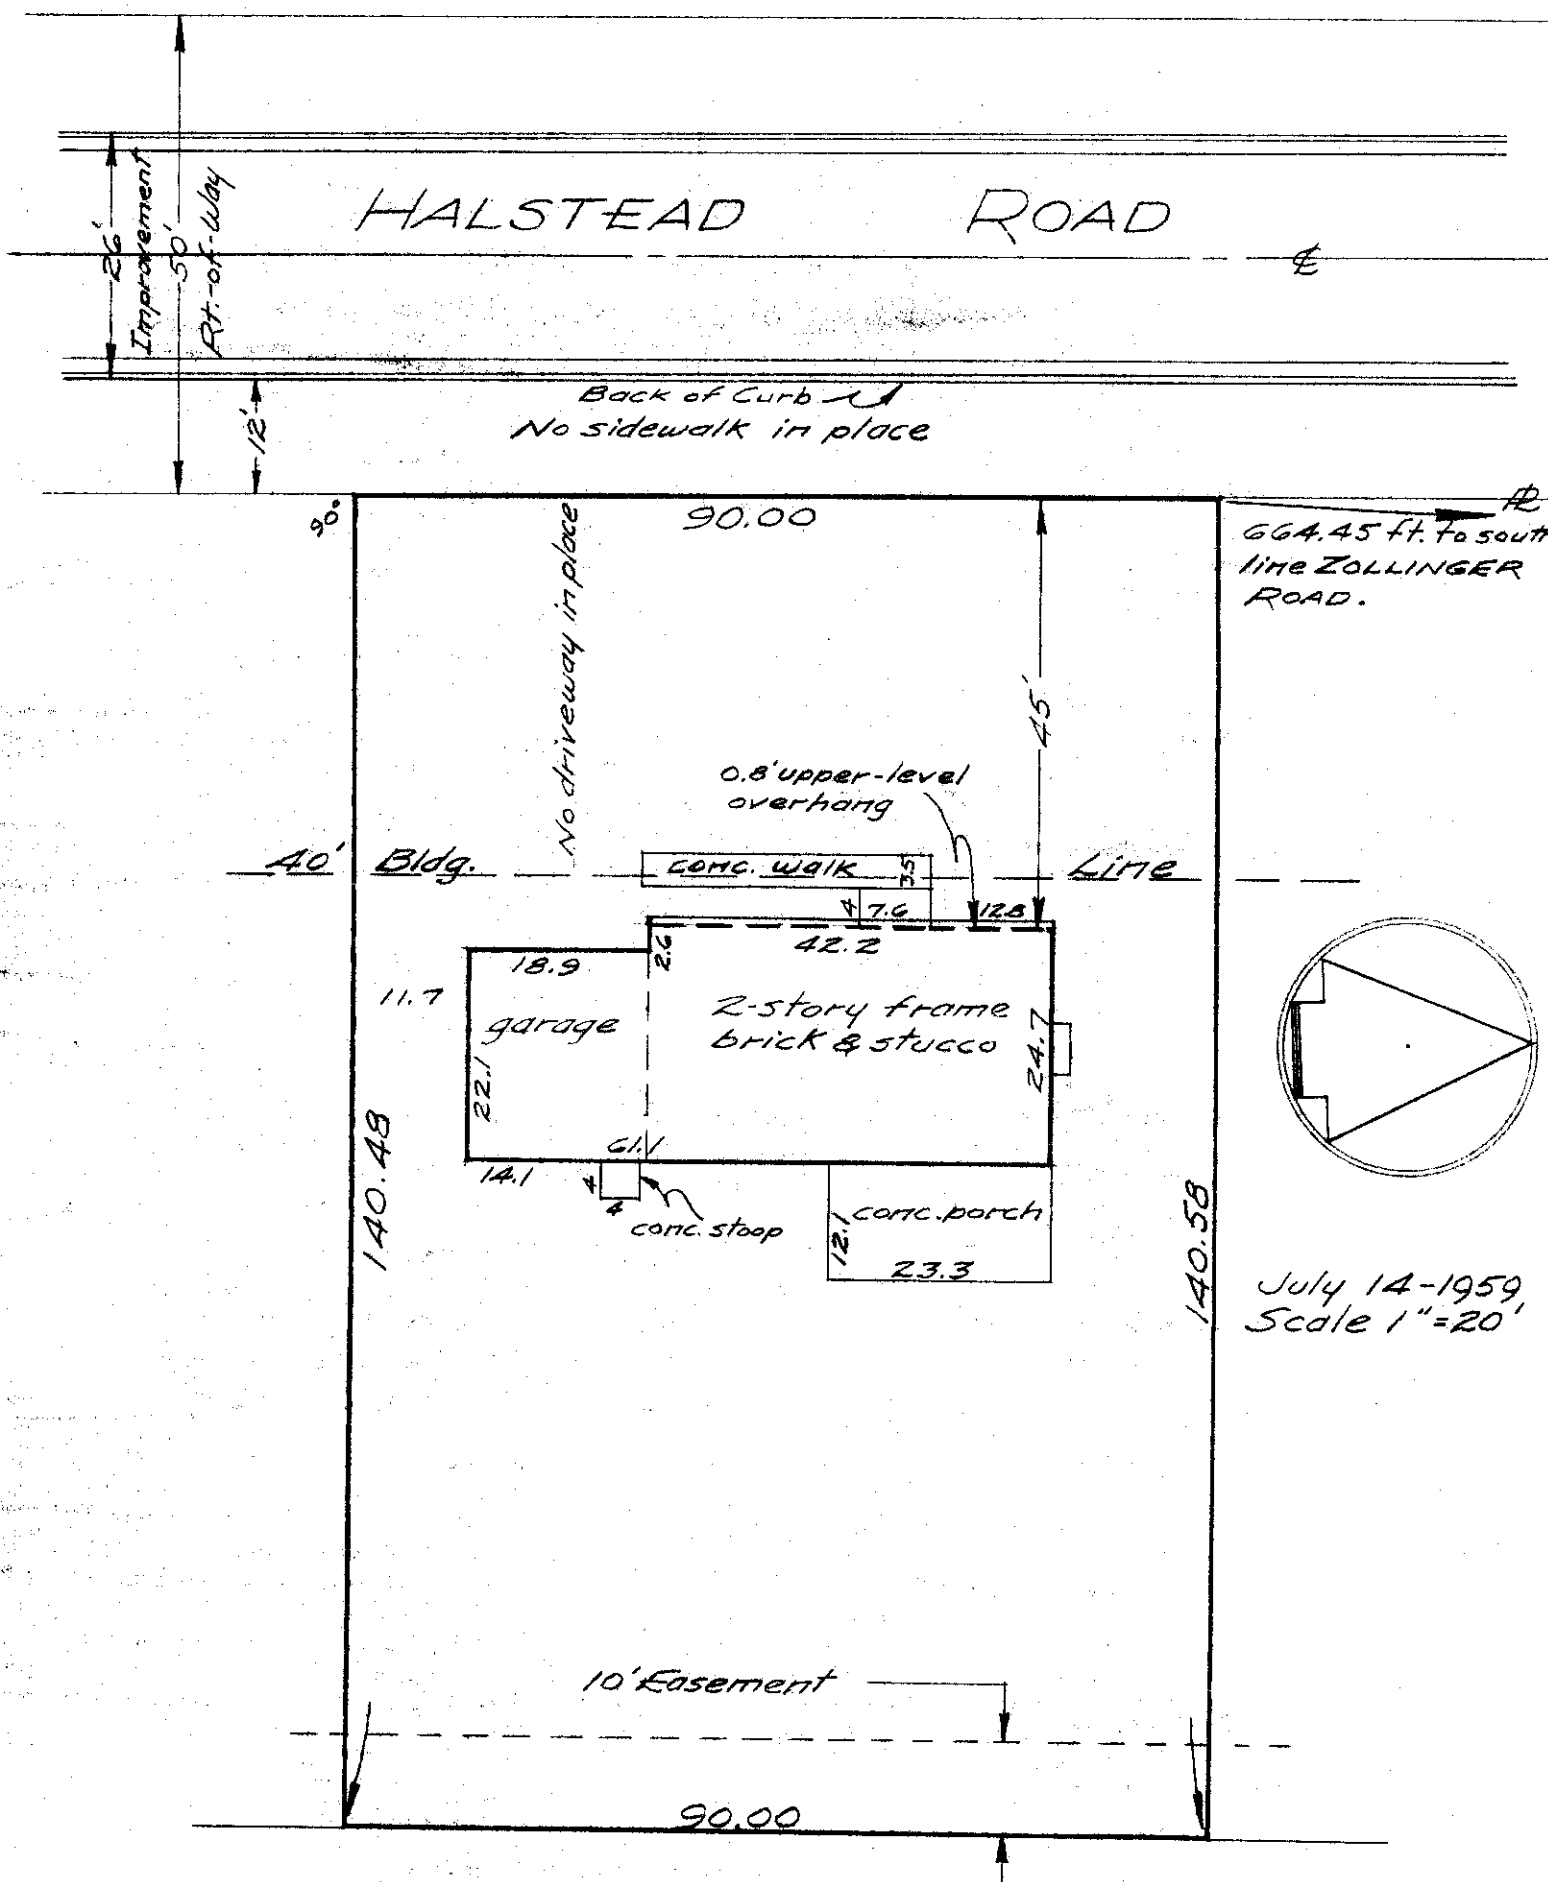 HALSTEAD ROAD
℄
26'
Improvement
50'
Rt.-of-Way
12'
Back of Curb
No sidewalk in place
90°
90.00
PL
664.45 ft. to south
line ZOLLINGER
ROAD.
No driveway in place
45'
0.8' upper-level
overhang
40' Bldg. Line
conc. walk
3.5
4
7.6
12.8
2.6
42.2
18.9
11.7
garage
2-story frame
brick & stucco
24.7
22.1
61.1
14.1
4
4
conc. stoop
conc. porch
12.1
23.3
140.48
140.58
July 14-1959
Scale 1"=20'
10' Easement
90.00